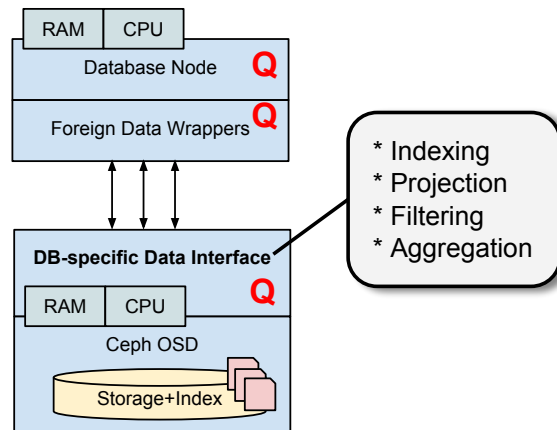 RAM CPU
Database Node Q
Foreign Data Wrappers Q
* Indexing
* Projection
* Filtering
* Aggregation
DB-specific Data Interface
Q
RAM CPU
Ceph OSD
Storage+Index